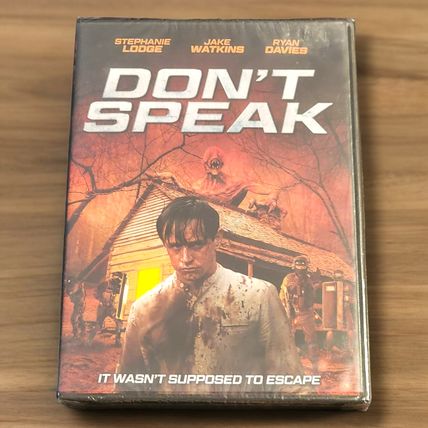 STEPHANIE JAKE RYAN
LODGE WATKINS DAVIES
DON'T
SPEAK
IT WASN'T SUPPOSED TO ESCAPE